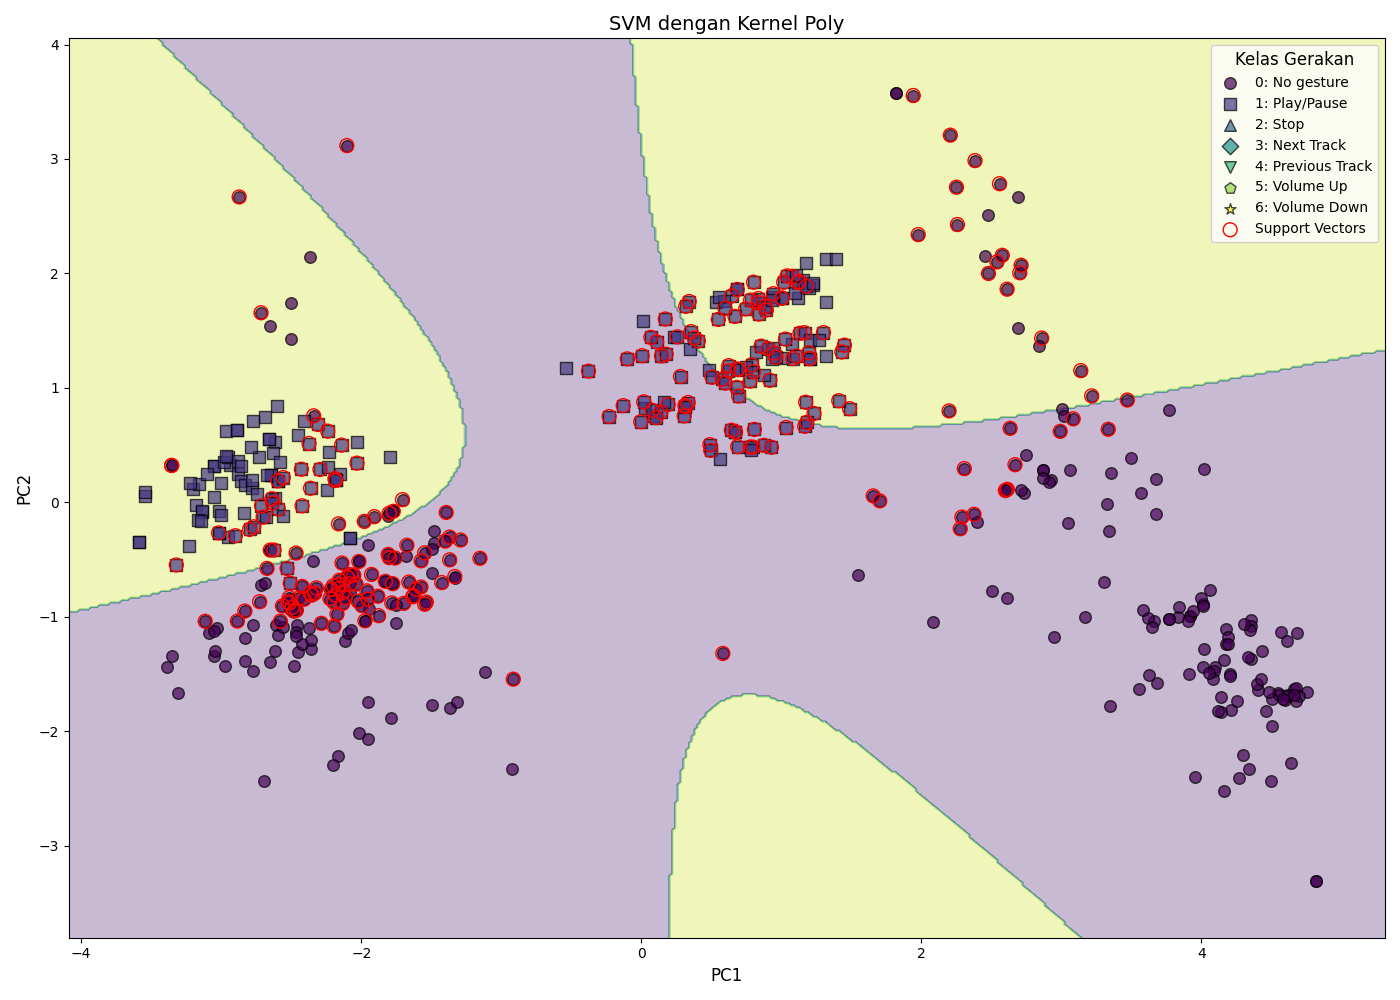 SVM dengan Kernel Poly
Kelas Gerakan
0: No gesture
1: Play/Pause
2: Stop
3: Next Track
4: Previous Track
5: Volume Up
6: Volume Down
Support Vectors
PC2
4
3
2
1
0
−1
−2
−3
−4
−2
0
2
4
PC1